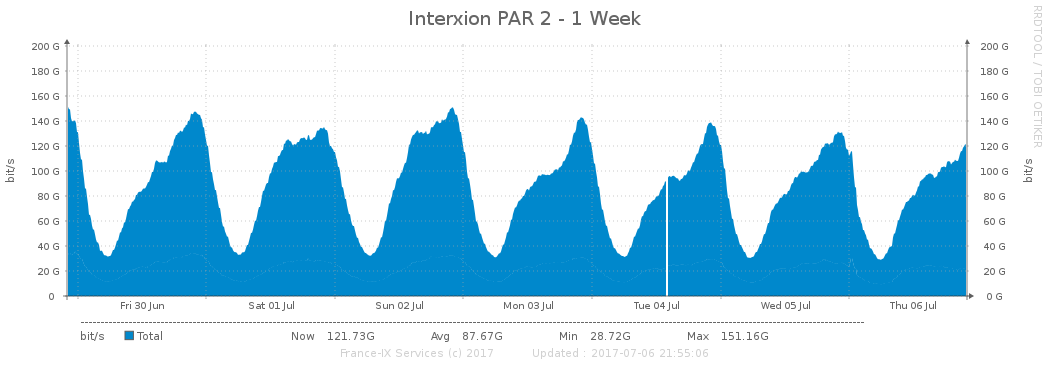 Interxion PAR 2 - 1 Week
RRDTOOL / TOBI OETIKER
200 G 200 G
180 G 180 G
160 G 160 G
140 G 140 G
120 G 120 G
100 G 100 G
80 G 80 G
60 G 60 G
40 G 40 G
20 G 20 G
0 0 G
bit/s
bit/s
Fri 30 Jun Sat 01 Jul Sun 02 Jul Mon 03 Jul Tue 04 Jul Wed 05 Jul Thu 06 Jul
bit/s Total Now 121.73G Avg 87.67G Min 28.72G Max 151.16G
France-IX Services (c) 2017 Updated : 2017-07-06 21:55:06